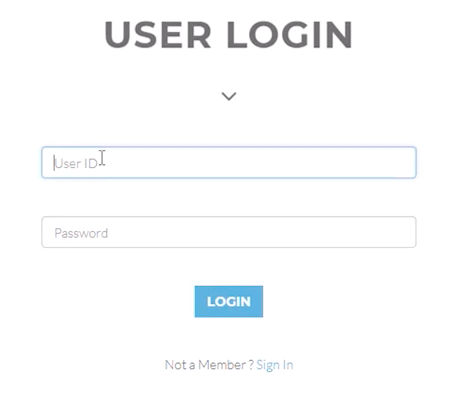 USER LOGIN
User ID
Password
LOGIN
Not a Member ? Sign In